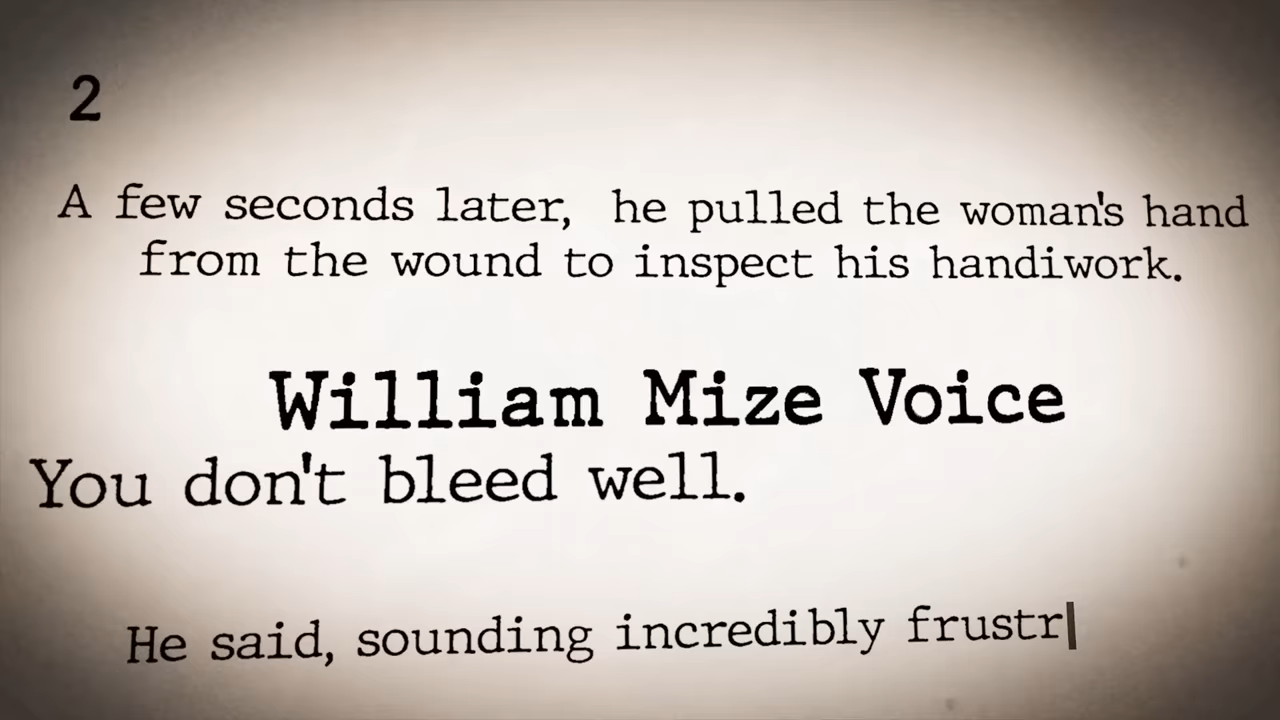 2
A few seconds later, he pulled the woman's hand
from the wound to inspect his handiwork.
William Mize Voice
You don't bleed well.
He said, sounding incredibly frustr